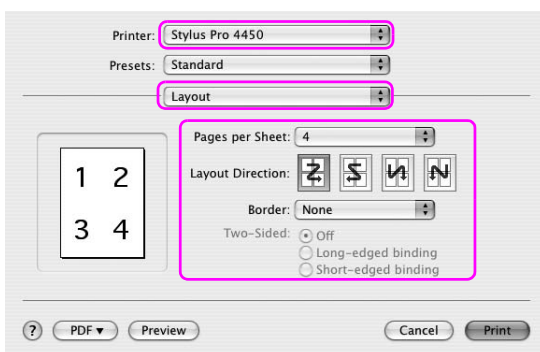 Printer: Stylus Pro 4450
Presets: Standard
Layout
Pages per Sheet: 4
Layout Direction:
Border: None
Two-Sided: Off
Long-edged binding
Short-edged binding
1 2
3 4
? PDF▼ Preview Cancel Print